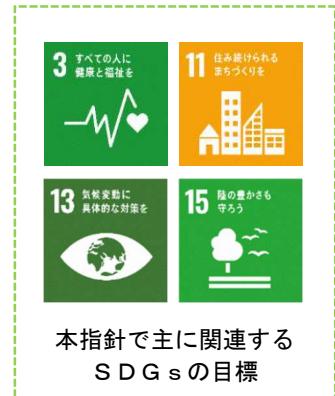 3 すべての人に
健康と福祉を
11 住み続けられる
まちづくりを
13 気候変動に
具体的な対策を
15 陸の豊かさも
守ろう
本指針で主に関連する
ＳＤＧｓの目標